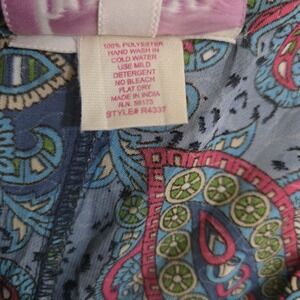 100% POLYESTER
HAND WASH IN
COLD WATER
USE MILD
DETERGENT
NO BLEACH
FLAT DRY
MADE IN INDIA
R.N. 58173
STYLE# R4337